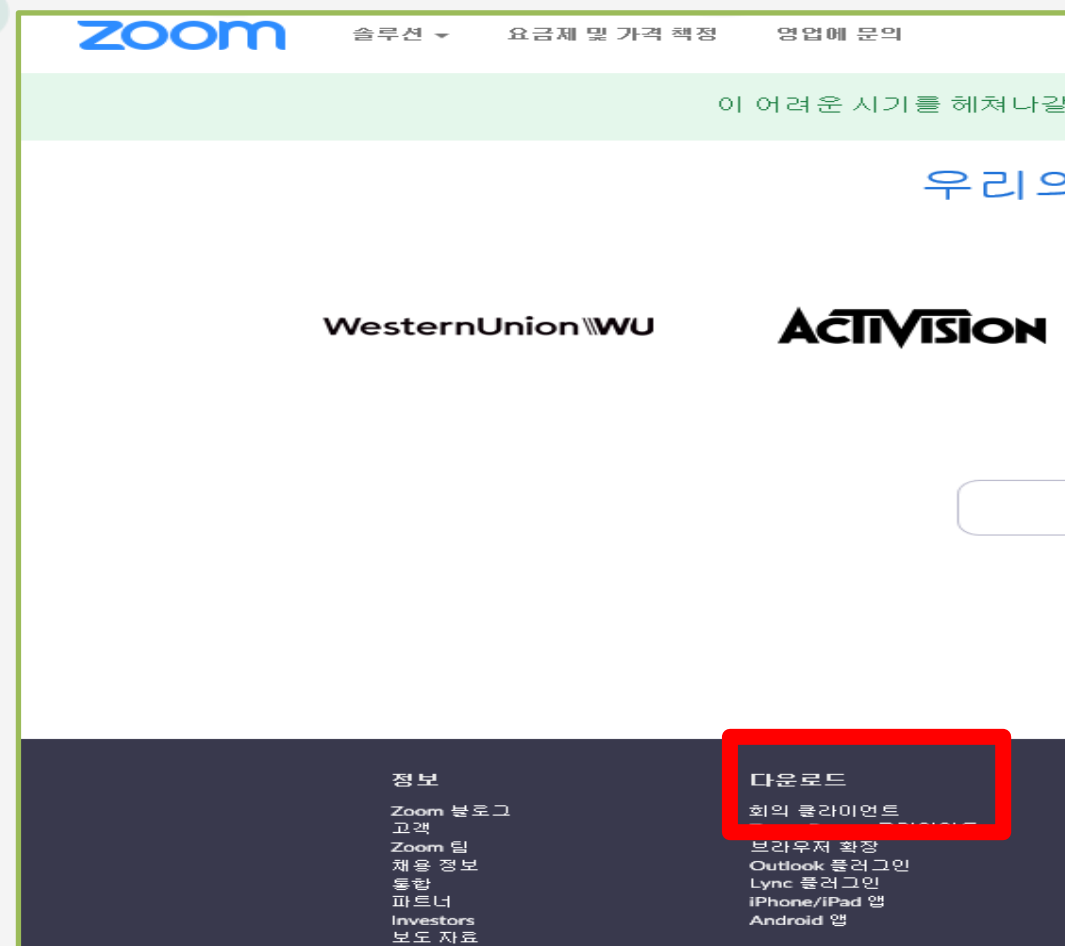 zoom 솔루션 요금제 및 가격 책정 영업에 문의
이 어려운 시기를 헤쳐나갈
우리의
WesternUnion WU
ACTIVISION
정보
Zoom 블로그
고객
Zoom 팀
채용 정보
통합
파트너
Investors
보도 자료
다운로드
회의 클라이언트
브라우저 확장
Outlook 플러그인
Lync 플러그인
iPhone/iPad 앱
Android 앱